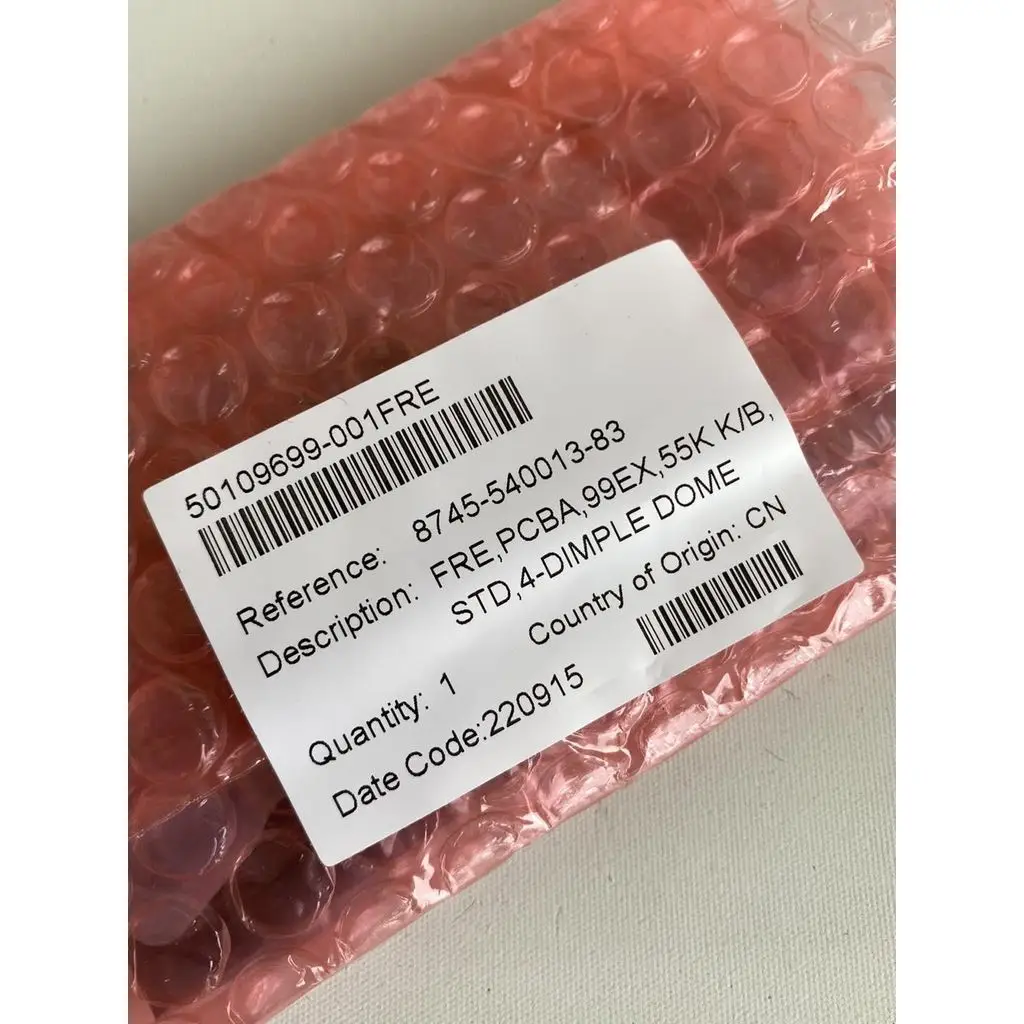 50109699-001FRE
Reference: 8745-540013-83
Description: FRE,PCBA,99EX,55K K/B,
STD,4-DIMPLE DOME
Country of Origin: CN
Quantity: 1
Date Code:220915